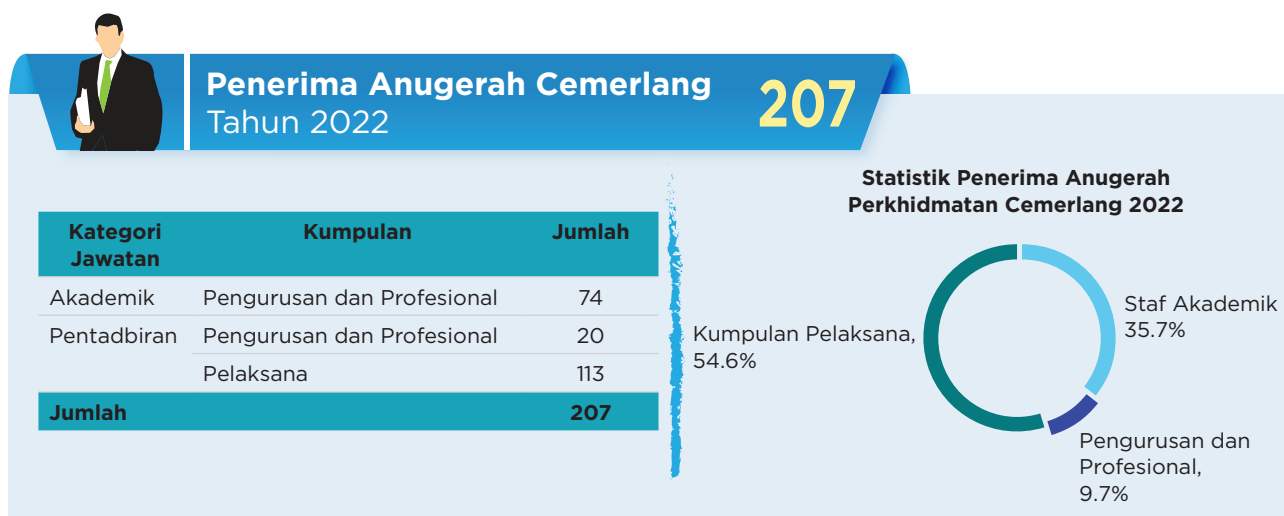 Penerima Anugerah Cemerlang
Tahun 2022
207
Kategori Jawatan Kumpulan Jumlah
Akademik Pengurusan dan Profesional 74
Pentadbiran Pengurusan dan Profesional 20
Pelaksana 113
Jumlah 207
Statistik Penerima Anugerah
Perkhidmatan Cemerlang 2022
Kumpulan Pelaksana,
54.6%
Staf Akademik
35.7%
Pengurusan dan
Profesional,
9.7%